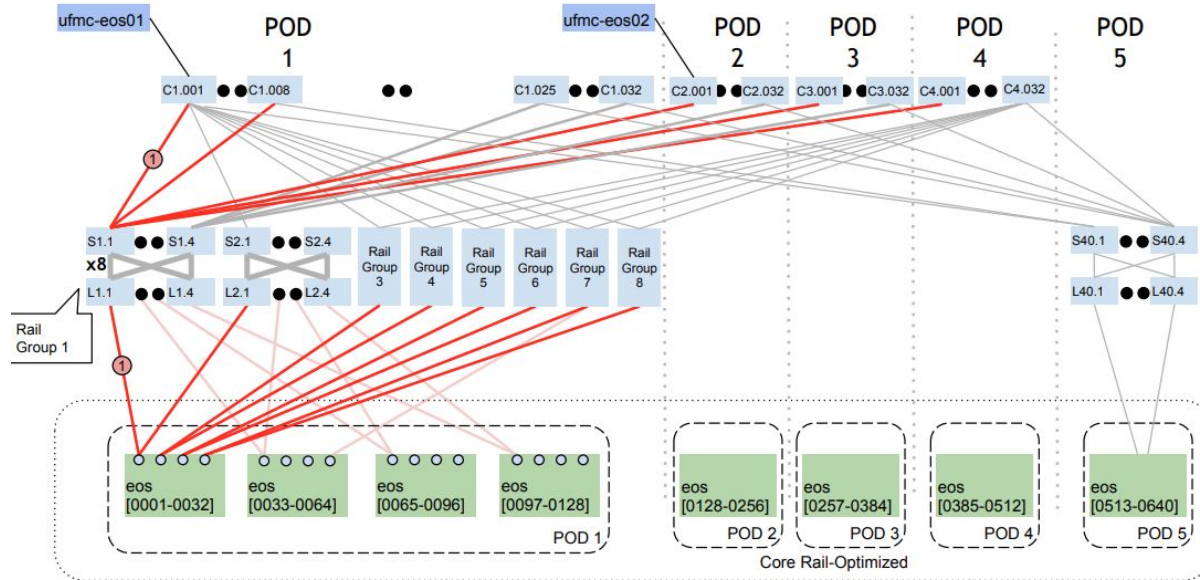 ufmc-eos01
POD
1
ufmc-eos02
POD
2
POD
3
POD
4
POD
5
C1.001
C1.008
C1.025
C1.032
C2.001
C2.032
C3.001
C3.032
C4.001
C4.032
1
S1.1
S1.4
S2.1
S2.4
S40.1
S40.4
x8
Rail
Group
3
Rail
Group
4
Rail
Group
5
Rail
Group
6
Rail
Group
7
Rail
Group
8
L1.1
L1.4
L2.1
L2.4
L40.1
L40.4
Rail
Group 1
1
eos
[0001-0032]
eos
[0033-0064]
eos
[0065-0096]
eos
[0097-0128]
eos
[0128-0256]
eos
[0257-0384]
eos
[0385-0512]
eos
[0513-0640]
POD 1
POD 2
POD 3
POD 4
POD 5
Core Rail-Optimized